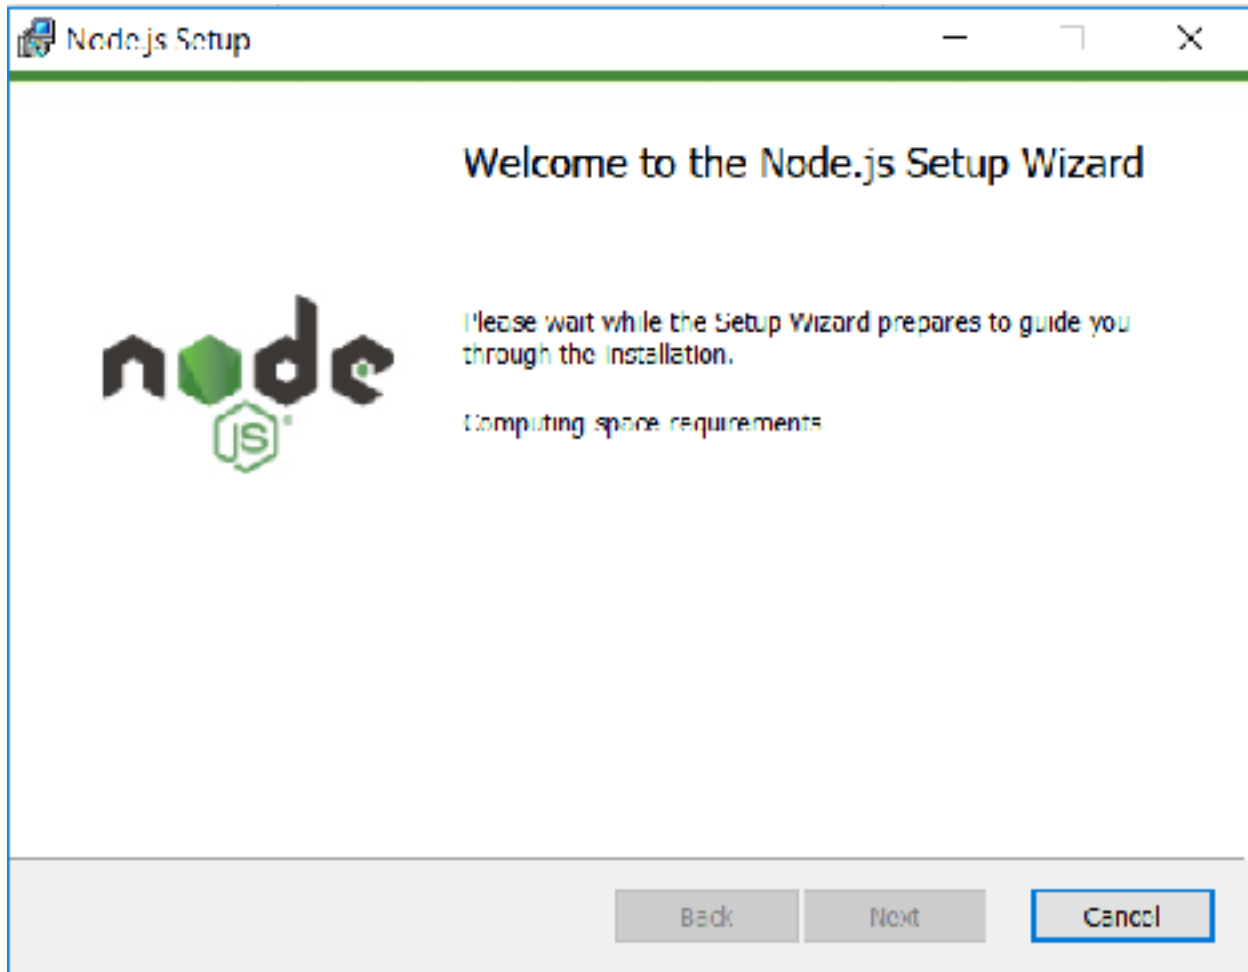 Node.js Setup
Welcome to the Node.js Setup Wizard
node
JS
Please wait while the Setup Wizard prepares to guide you
through the installation.
Computing space requirements
Back
Next
Cancel